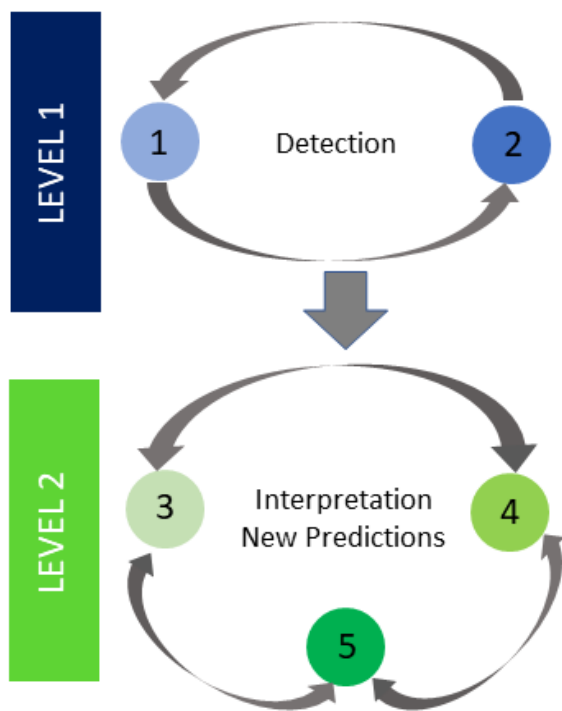 LEVEL 1
1
Detection
2
LEVEL 2
3
Interpretation
New Predictions
4
5